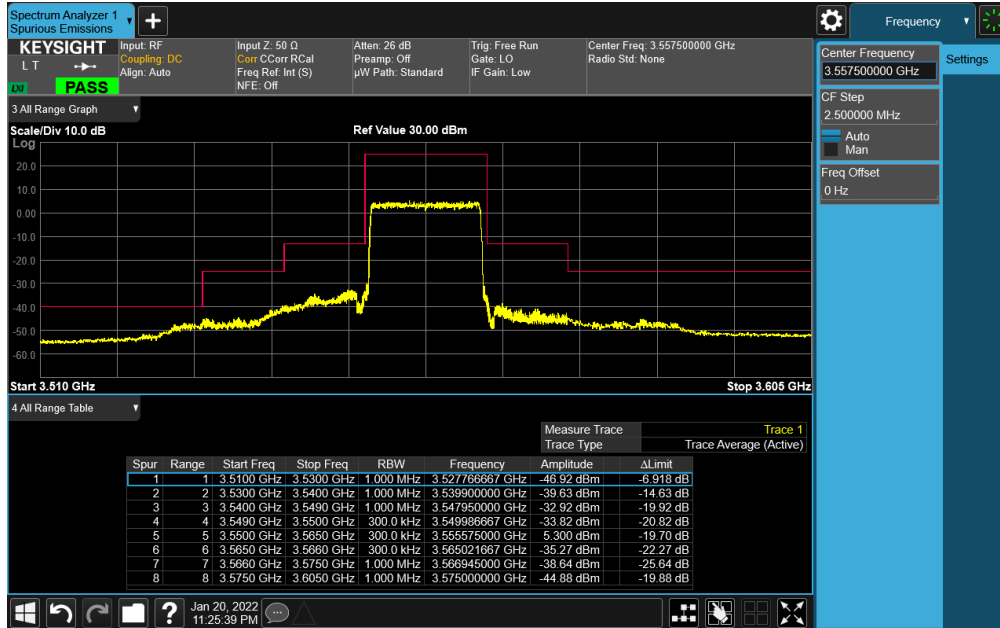 Spectrum Analyzer 1
Spurious Emissions
+
Frequency
KEYSIGHT
L T
LXI
PASS
Input: RF
Coupling: DC
Align: Auto
Input Z: 50 Ω
Corr CCorr RCal
Freq Ref: Int (S)
NFE: Off
Atten: 26 dB
Preamp: Off
µW Path: Standard
Trig: Free Run
Gate: LO
IF Gain: Low
Center Freq: 3.557500000 GHz
Radio Std: None
Center Frequency
3.557500000 GHz
Settings
CF Step
2.500000 MHz
Auto
Man
Freq Offset
0 Hz
3 All Range Graph
Scale/Div 10.0 dB
Ref Value 30.00 dBm
Log
20.0
10.0
0.00
-10.0
-20.0
-30.0
-40.0
-50.0
-60.0
Start 3.510 GHz
Stop 3.605 GHz
4 All Range Table
Measure Trace Trace 1
Trace Type Trace Average (Active)
Spur Range Start Freq Stop Freq RBW Frequency Amplitude ΔLimit
1 1 3.5100 GHz 3.5300 GHz 1.000 MHz 3.527766667 GHz -46.92 dBm -6.918 dB
2 2 3.5300 GHz 3.5400 GHz 1.000 MHz 3.539900000 GHz -39.63 dBm -14.63 dB
3 3 3.5400 GHz 3.5490 GHz 1.000 MHz 3.547950000 GHz -32.92 dBm -19.92 dB
4 4 3.5490 GHz 3.5500 GHz 300.0 kHz 3.549986667 GHz -33.82 dBm -20.82 dB
5 5 3.5500 GHz 3.5650 GHz 300.0 kHz 3.555575000 GHz 5.300 dBm -19.70 dB
6 6 3.5650 GHz 3.5660 GHz 300.0 kHz 3.565021667 GHz -35.27 dBm -22.27 dB
7 7 3.5660 GHz 3.5750 GHz 1.000 MHz 3.566945000 GHz -38.64 dBm -25.64 dB
8 8 3.5750 GHz 3.6050 GHz 1.000 MHz 3.575000000 GHz -44.88 dBm -19.88 dB
?
Jan 20, 2022
11:25:39 PM